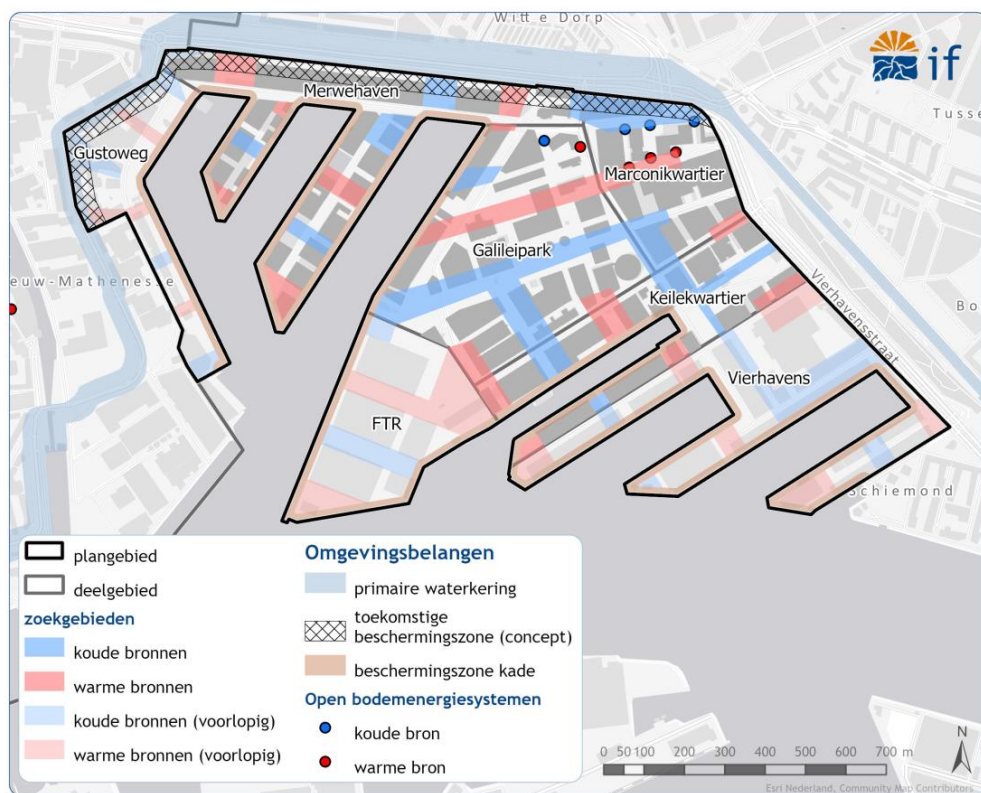 Witte Dorp
if
Tusse
Merwehaven
Gustoweg
Marconikwartier
Galileipark
euw-Mathenesse
Keilekwartier
Vierhavensstraat
Bo
Vierhavens
FTR
Schiemond
plangebied
deelgebied
zoekgebieden
koude bronnen
warme bronnen
koude bronnen (voorlopig)
warme bronnen (voorlopig)
Omgevingsbelangen
primaire waterkering
toekomstige
beschermingszone (concept)
beschermingszone kade
Open bodemenergiesystemen
koude bron
warme bron
N
0 50 100 200 300 400 500 600 700 m
Esri Nederland, Community Map Contributors